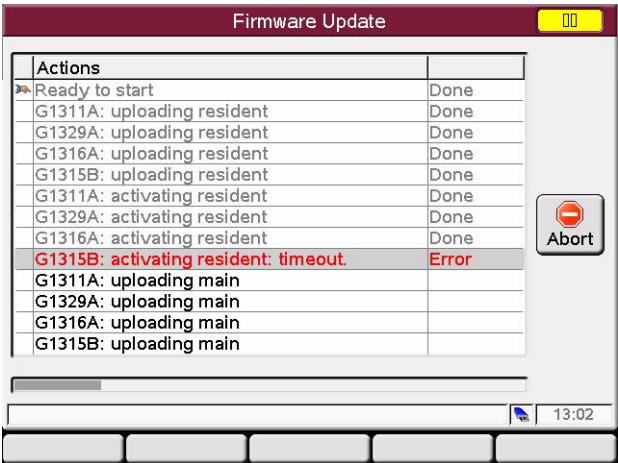 Firmware Update
Actions
Ready to start Done
G1311A: uploading resident Done
G1329A: uploading resident Done
G1316A: uploading resident Done
G1315B: uploading resident Done
G1311A: activating resident Done
G1329A: activating resident Done
G1316A: activating resident Done
G1315B: activating resident: timeout. Error
G1311A: uploading main
G1329A: uploading main
G1316A: uploading main
G1315B: uploading main
Abort
13:02